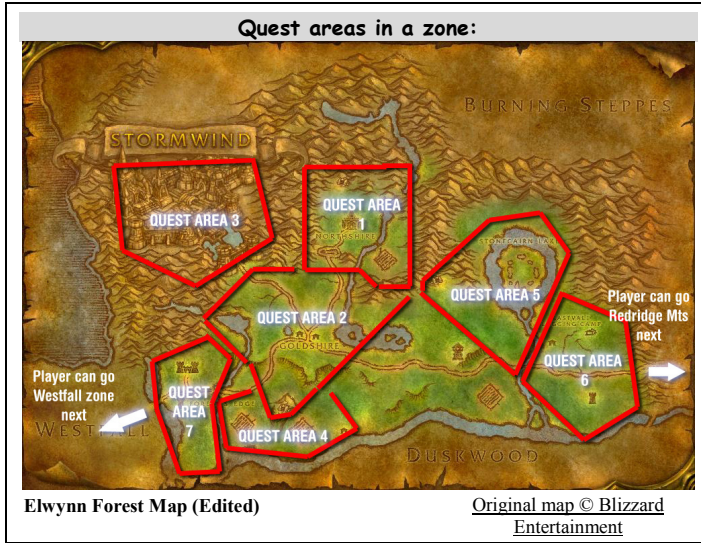 Quest areas in a zone:
BURNING STEPPES
STORMWIND
QUEST AREA 3
QUEST AREA
1
NORTHSHIRE
STONECAIRN LAKE
QUEST AREA 5
Player can go
Redridge Mts
next
QUEST AREA 2
GOLDSHIRE
QUEST AREA
6
Player can go
Westfall zone
next
WESTFALL
QUEST
AREA
7
QUEST AREA 4
DUSKWOOD
Elwynn Forest Map (Edited)
Original map © Blizzard
Entertainment